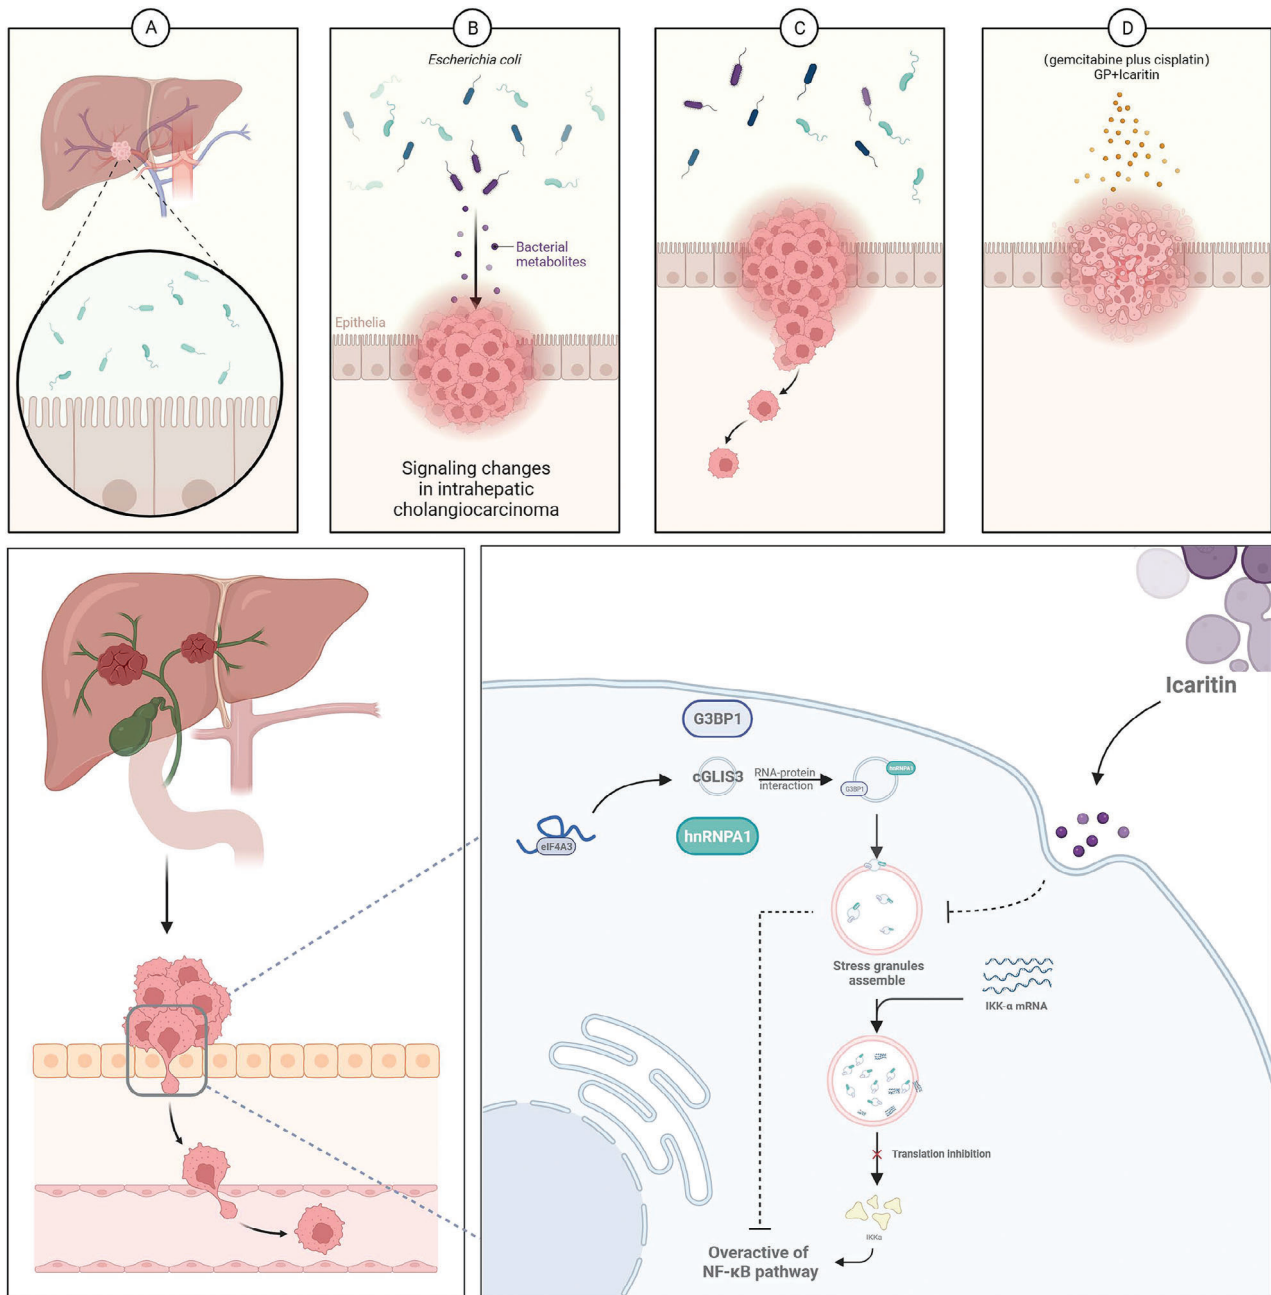 A
B
Escherichia coli
Bacterial
metabolites
Epithelia
Signaling changes
in intrahepatic
cholangiocarcinoma
C
D
(gemcitabine plus cisplatin)
GP+Icaritin
Icaritin
G3BP1
cGLIS3
RNA-protein
interaction
hnRNPA1
G3BP1
eIF4A3
hnRNPA1
Stress granules
assemble
IKK-α mRNA
Translation inhibition
IKKα
Overactive of
NF-κB pathway